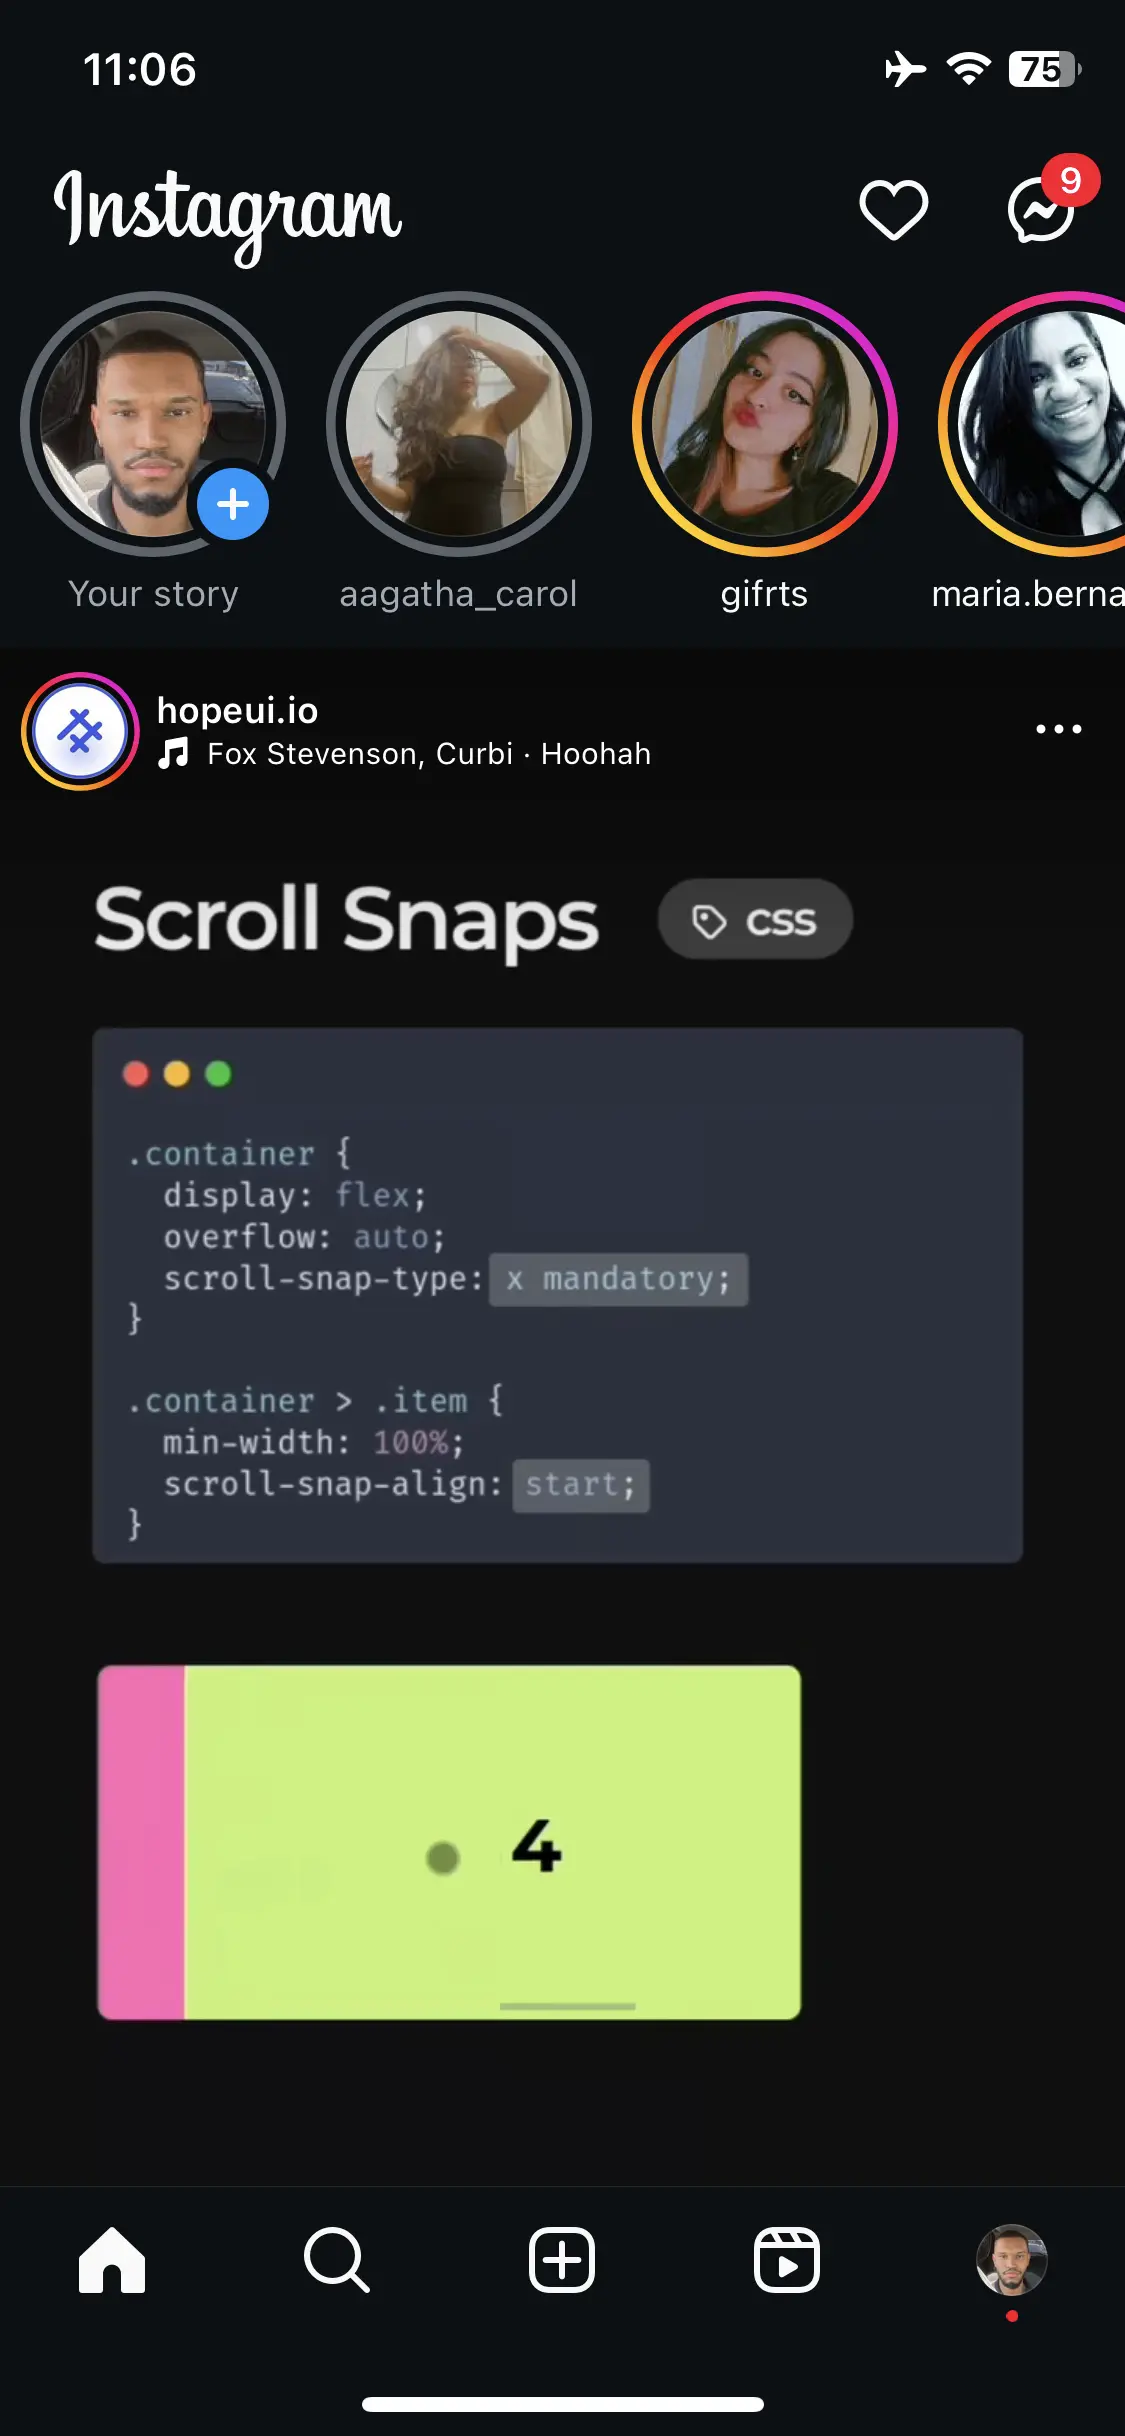 11:06
75
Instagram
9
Your story
aagatha_carol
gifrts
maria.berna
hopeui.io
Fox Stevenson, Curbi · Hoohah
Scroll Snaps
CSS
.container {
  display: flex;
  overflow: auto;
  scroll-snap-type: x mandatory;
}
.container > .item {
  min-width: 100%;
  scroll-snap-align: start;
}
4